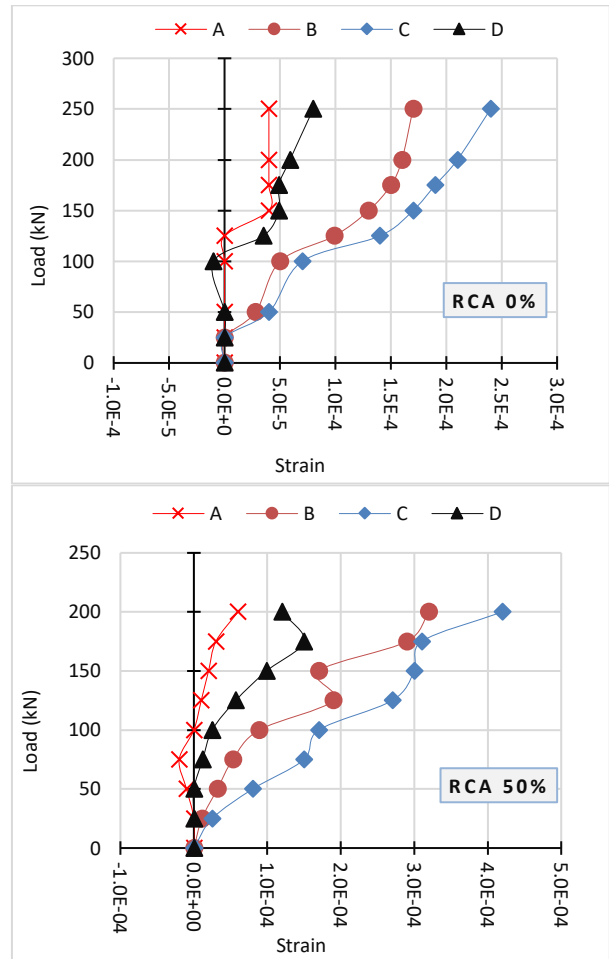 A B C D
300
250
200
150
100
50
0
Load (kN)
RCA 0%
-1.0E-4
-5.0E-5
0.0E+0
5.0E-5
1.0E-4
1.5E-4
2.0E-4
2.5E-4
3.0E-4
Strain
A B C D
250
200
150
100
50
0
Load (kN)
RCA 50%
-1.0E-04
0.0E+00
1.0E-04
2.0E-04
3.0E-04
4.0E-04
5.0E-04
Strain